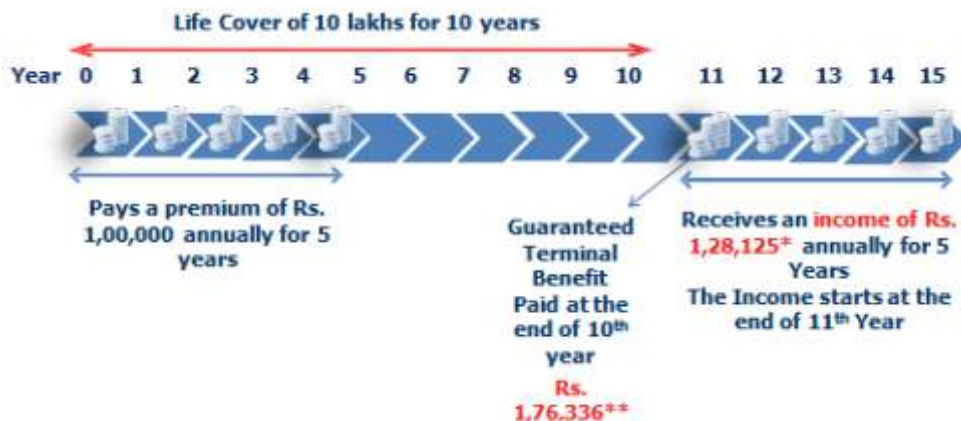 Life Cover of 10 lakhs for 10 years
Year 0 1 2 3 4 5 6 7 8 9 10 11 12 13 14 15
Pays a premium of Rs.
1,00,000 annually for 5
years
Guaranteed
Terminal
Benefit
Paid at the
end of 10th
year
Rs.
1,76,336**
Receives an income of Rs.
1,28,125* annually for 5
Years
The Income starts at the
end of 11th Year